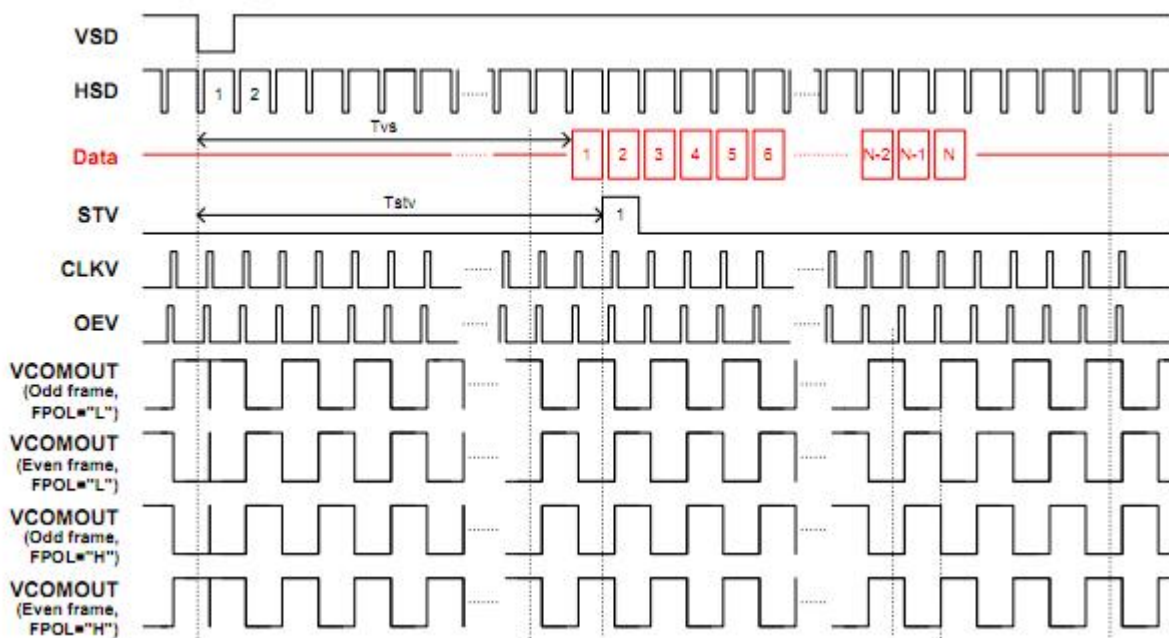 VSD
HSD
1 2
Tvs
Data
1 2 3 4 5 6 N-2 N-1 N
Tstv
STV
1
CLKV
OEV
VCOMOUT
(Odd frame,
FPOL="L")
VCOMOUT
(Even frame,
FPOL="L")
VCOMOUT
(Odd frame,
FPOL="H")
VCOMOUT
(Even frame,
FPOL="H")